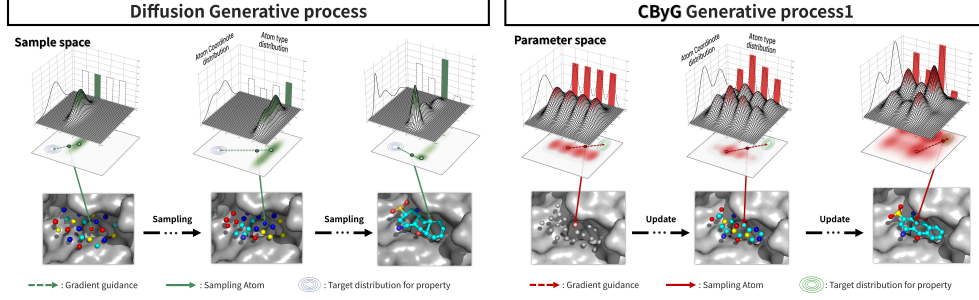 Diffusion Generative process
Sample space
Atom Coordinate
distribution
Atom type
distribution
Sampling
Sampling
: Gradient guidance
: Sampling Atom
: Target distribution for property
CByG Generative process1
Parameter space
Atom Coordinate
distribution
Atom type
distribution
Update
Update
: Gradient guidance
: Sampling Atom
: Target distribution for property